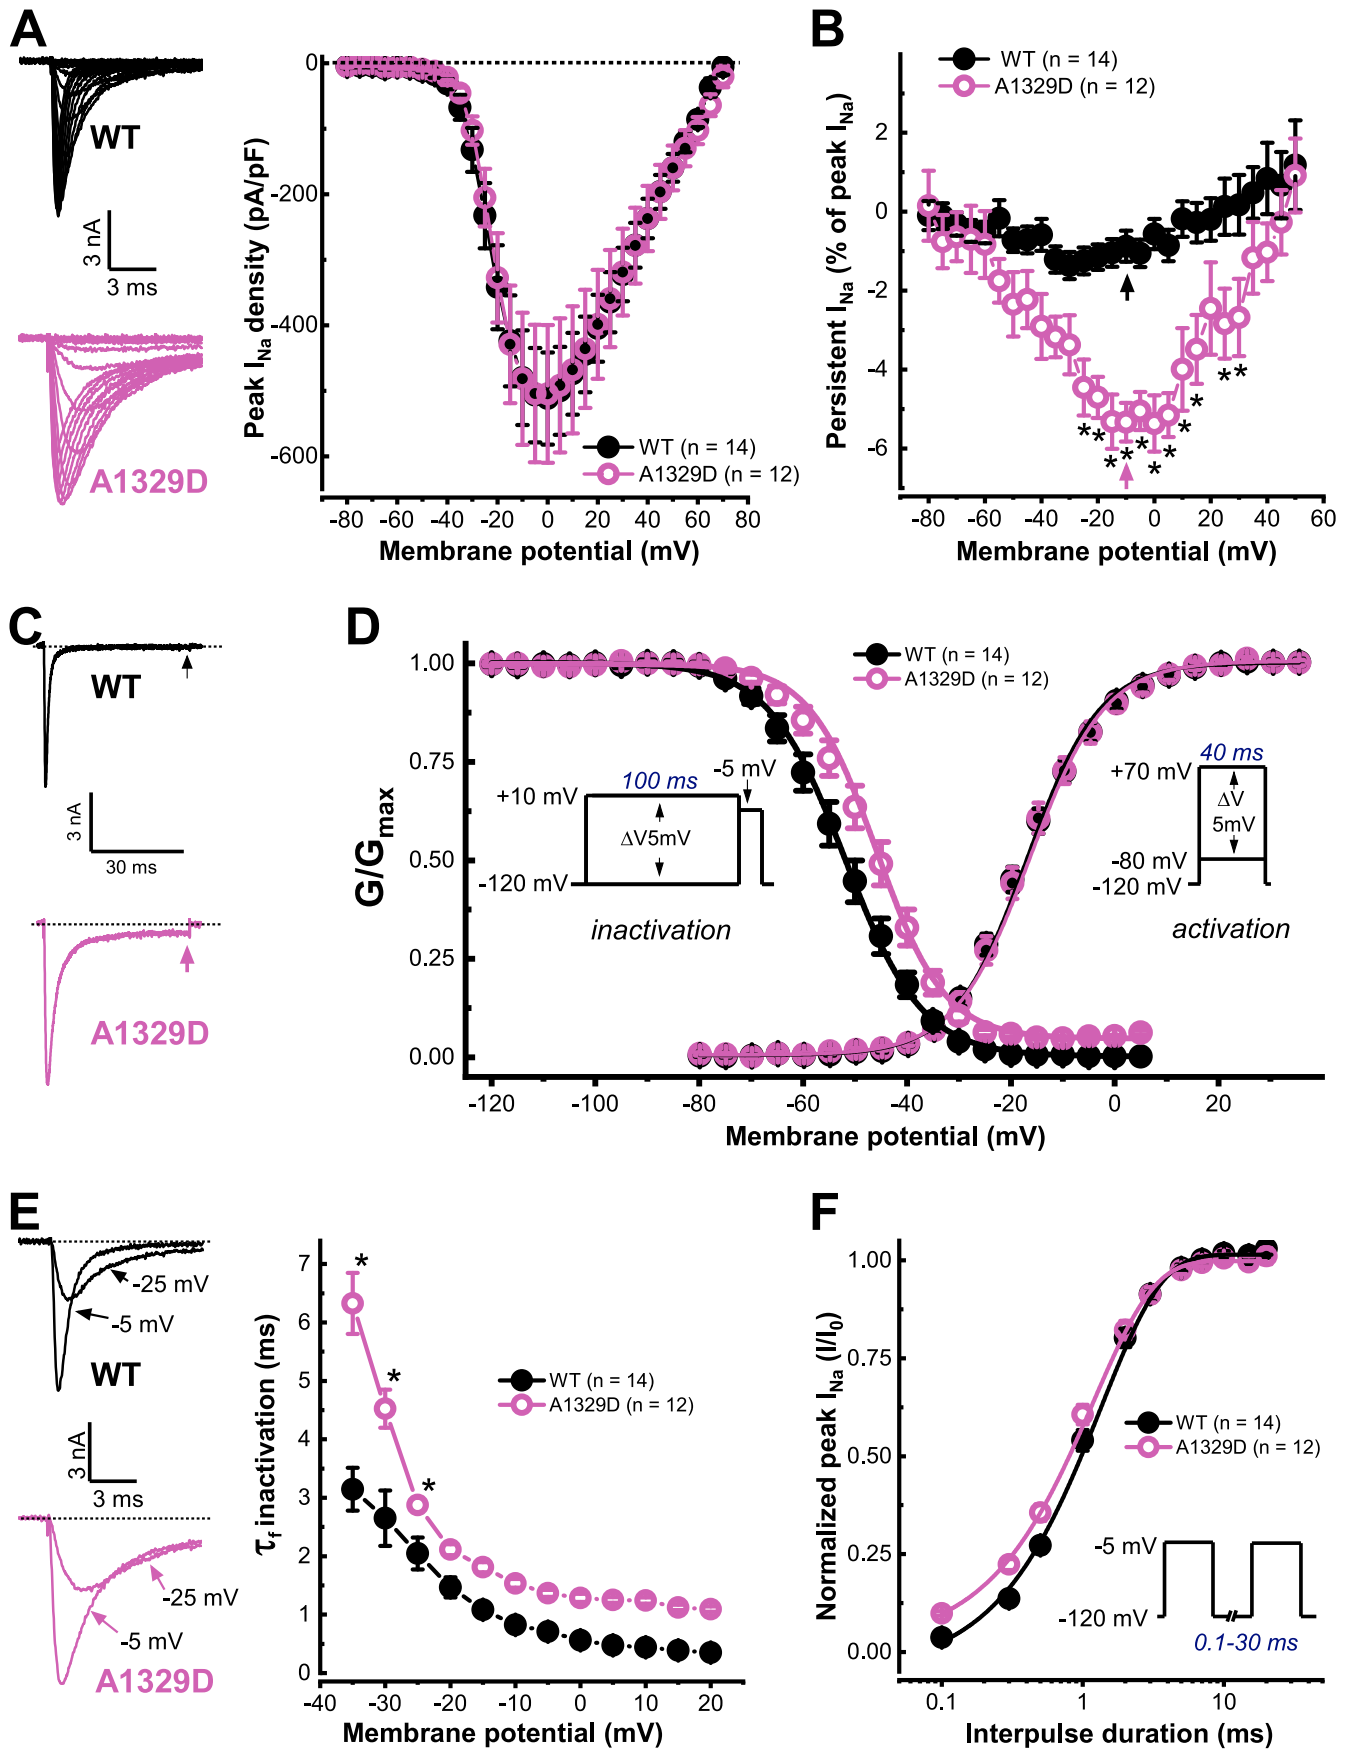 A
WT
3 nA
3 ms
A1329D
Peak I_Na density (pA/pF)
0
-200
-400
-600
-80 -60 -40 -20 0 20 40 60 80
Membrane potential (mV)
WT (n = 14)
A1329D (n = 12)
B
WT (n = 14)
A1329D (n = 12)
Persistent I_Na (% of peak I_Na)
2
0
-2
-4
-6
* * * * * * * * * * *
-80 -60 -40 -20 0 20 40 60
Membrane potential (mV)
C
WT
3 nA
30 ms
A1329D
D
WT (n = 14)
A1329D (n = 12)
G/G_max
1.00
0.75
0.50
0.25
0.00
100 ms
-5 mV
+10 mV
ΔV5mV
-120 mV
inactivation
40 ms
+70 mV
ΔV
5mV
-80 mV
-120 mV
activation
-120 -100 -80 -60 -40 -20 0 20
Membrane potential (mV)
E
-25 mV
-5 mV
WT
3 nA
3 ms
-25 mV
-5 mV
A1329D
τ_f inactivation (ms)
7
6
5
4
3
2
1
0
* * *
WT (n = 14)
A1329D (n = 12)
-40 -30 -20 -10 0 10 20
Membrane potential (mV)
F
Normalized peak I_Na (I/I_0)
1.00
0.75
0.50
0.25
0.00
WT (n = 14)
A1329D (n = 12)
-5 mV
-120 mV
0.1-30 ms
0.1 1 10
Interpulse duration (ms)